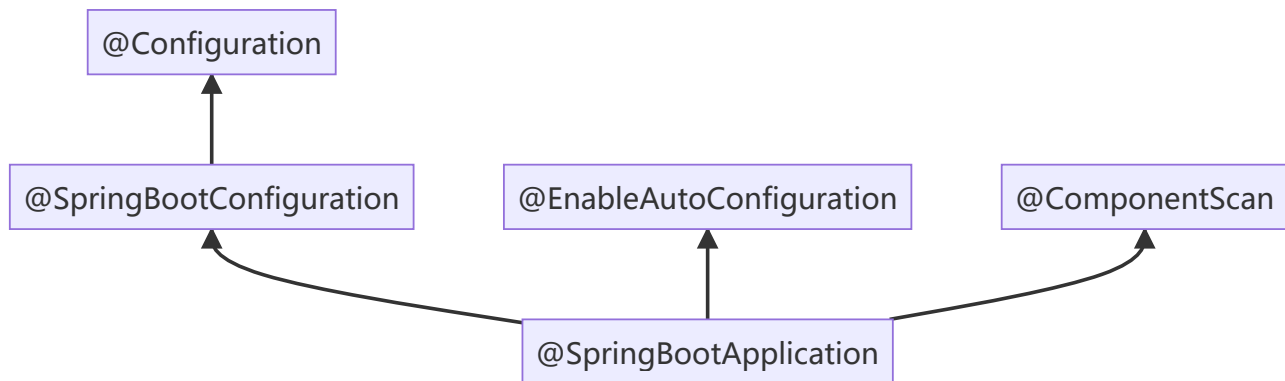 @Configuration
@SpringBootConfiguration
@EnableAutoConfiguration
@ComponentScan
@SpringBootApplication